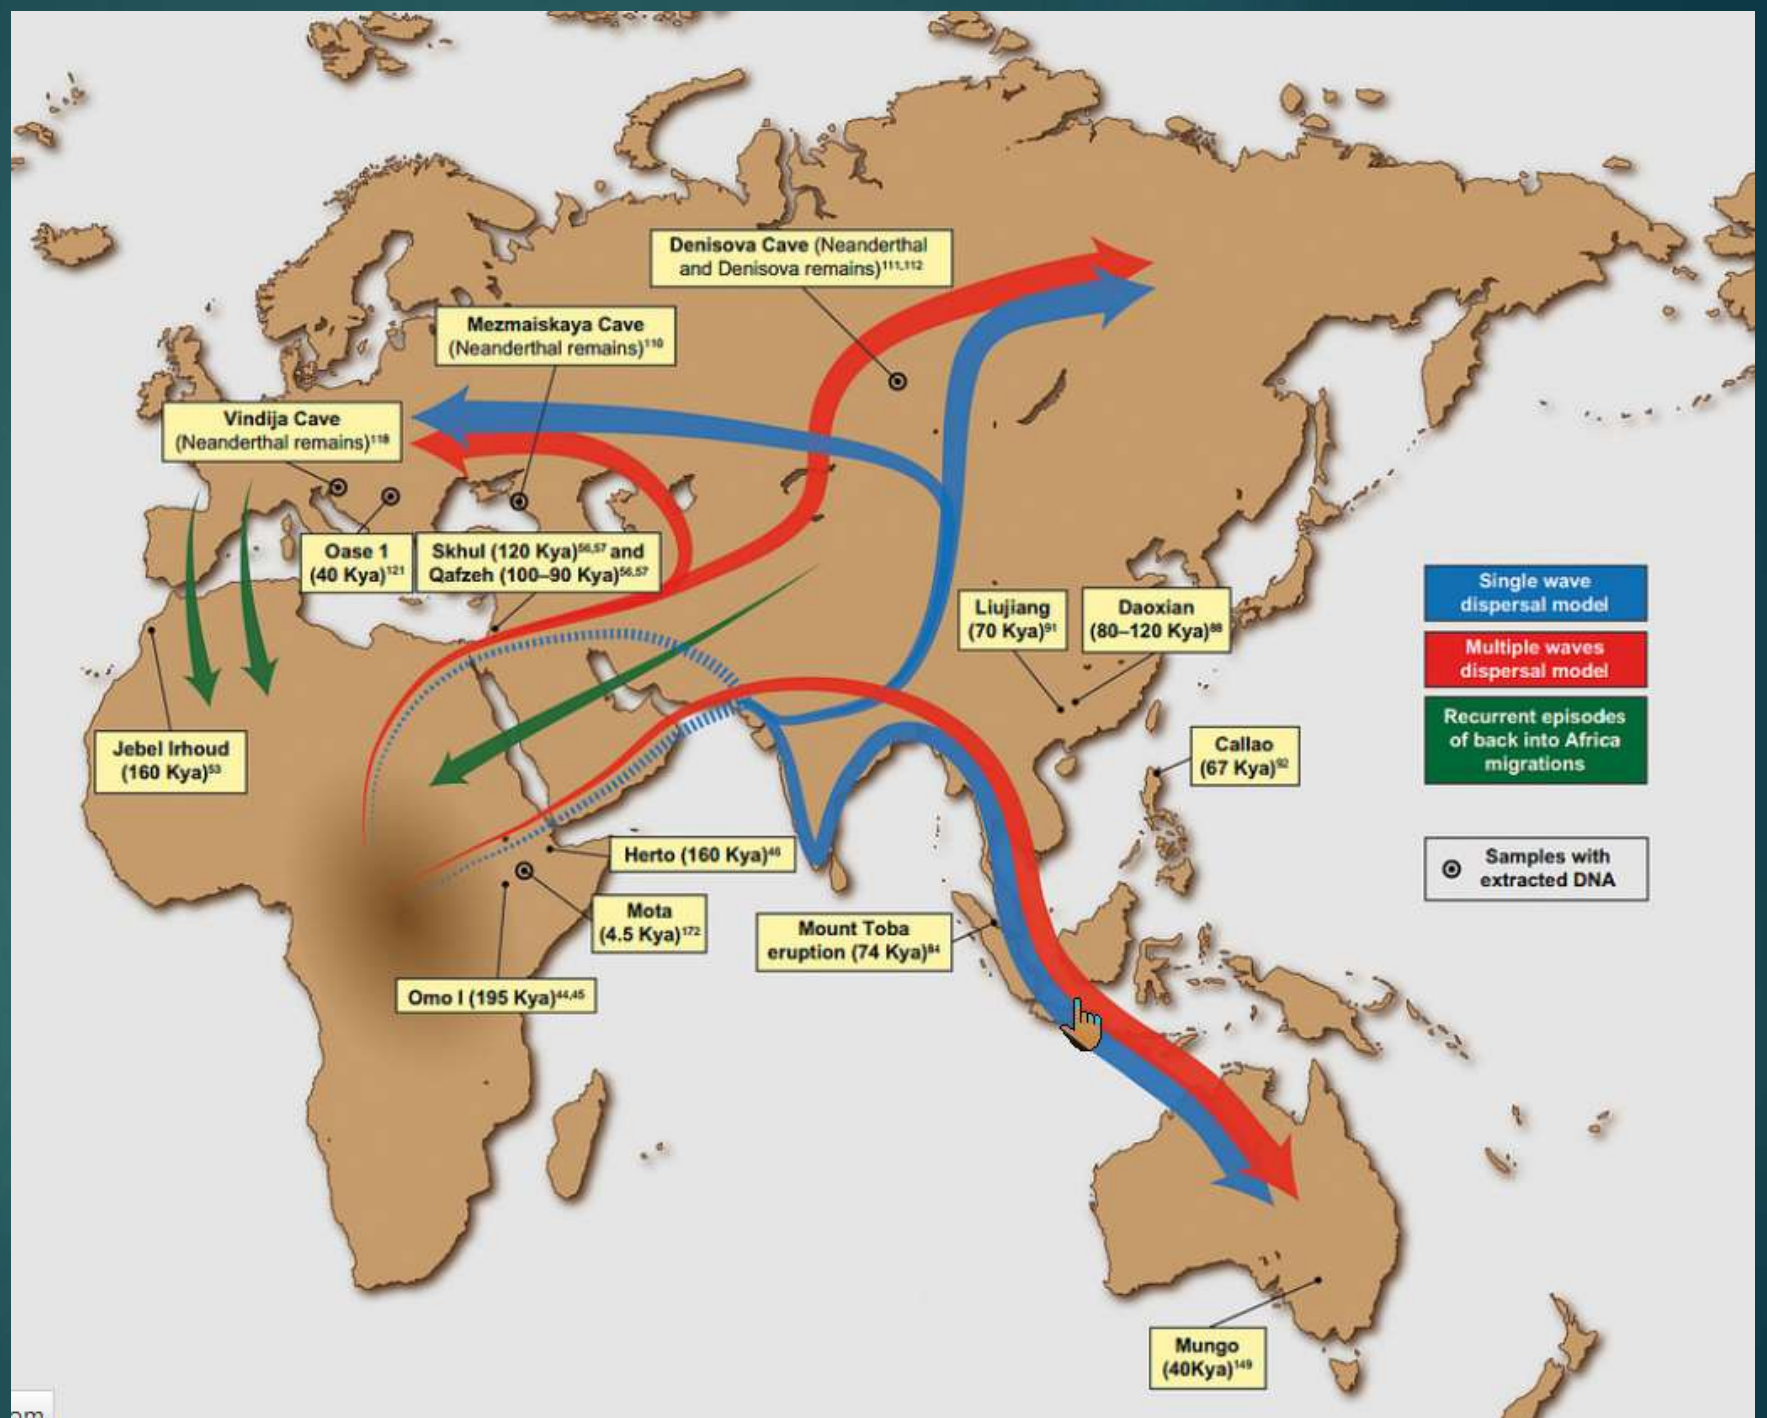 Denisova Cave (Neanderthal
and Denisova remains)111,112
Mezmaiskaya Cave
(Neanderthal remains)110
Vindija Cave
(Neanderthal remains)118
Oase 1
(40 Kya)121
Skhul (120 Kya)56,57 and
Qafzeh (100–90 Kya)56,57
Liujiang
(70 Kya)91
Daoxian
(80–120 Kya)88
Single wave
dispersal model
Multiple waves
dispersal model
Recurrent episodes
of back into Africa
migrations
Jebel Irhoud
(160 Kya)53
Callao
(67 Kya)92
Herto (160 Kya)46
Samples with
extracted DNA
Mota
(4.5 Kya)172
Mount Toba
eruption (74 Kya)84
Omo I (195 Kya)44,45
Mungo
(40Kya)149